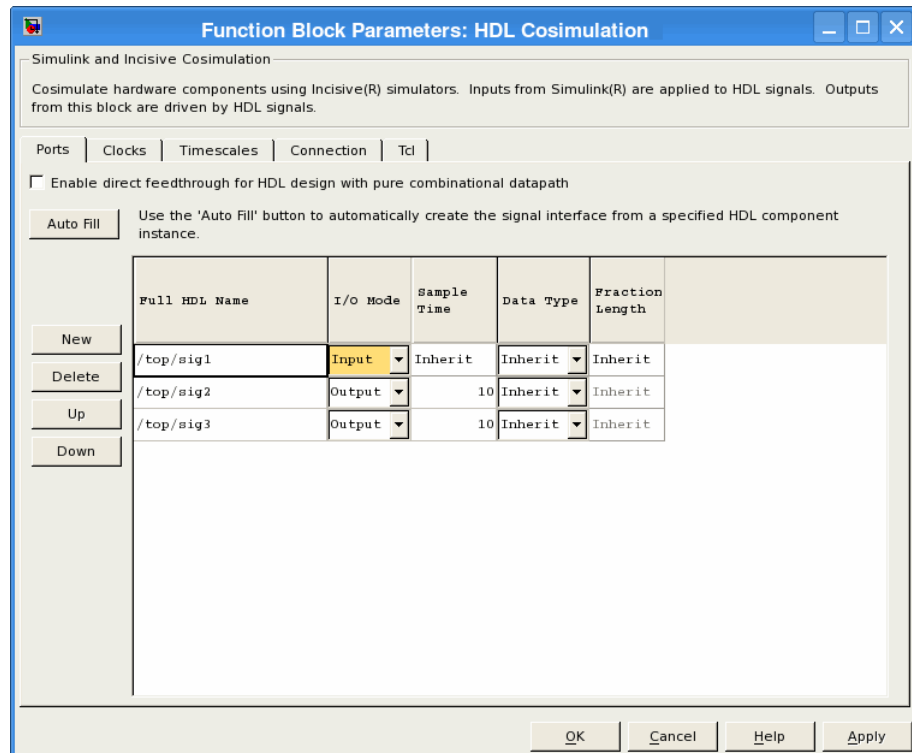 Function Block Parameters: HDL Cosimulation
Simulink and Incisive Cosimulation
Cosimulate hardware components using Incisive(R) simulators. Inputs from Simulink(R) are applied to HDL signals. Outputs
from this block are driven by HDL signals.
Ports Clocks Timescales Connection Tcl
Enable direct feedthrough for HDL design with pure combinational datapath
Auto Fill
Use the 'Auto Fill' button to automatically create the signal interface from a specified HDL component
instance.
Full HDL Name I/O Mode Sample Time Data Type Fraction Length
New
Delete
Up
Down
/top/sig1 Input Inherit Inherit Inherit
/top/sig2 Output 10 Inherit Inherit
/top/sig3 Output 10 Inherit Inherit
OK Cancel Help Apply